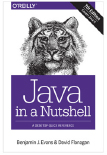 O'REILLY®
Java
in a Nutshell
A DESKTOP QUICK REFERENCE
Benjamin J. Evans & David Flanagan